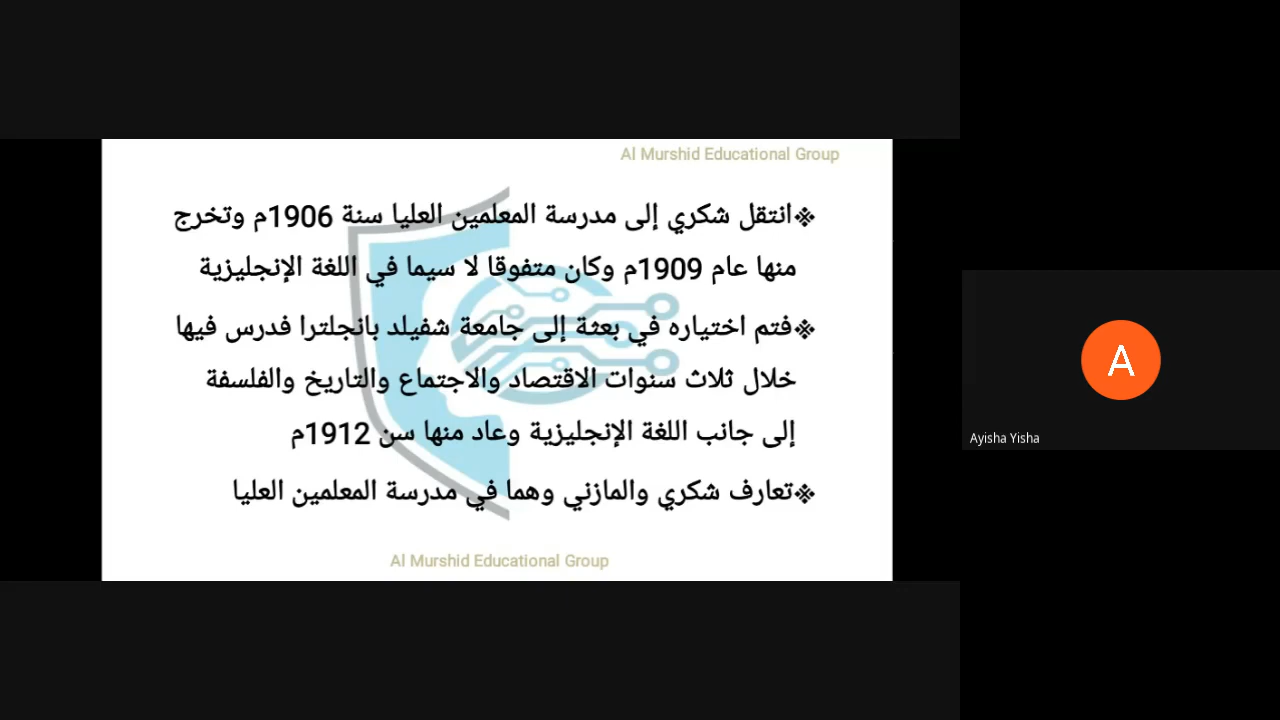 Al Murshid Educational Group
❖انتقل شكري إلى مدرسة المعلمين العليا سنة 1906م وتخرج
منها عام 1909م وكان متفوقا لا سيما في اللغة الإنجليزية
❖فتم اختياره في بعثة إلى جامعة شفيلد بانجلترا فدرس فيها
خلال ثلاث سنوات الاقتصاد والاجتماع والتاريخ والفلسفة
إلى جانب اللغة الإنجليزية وعاد منها سن 1912م
❖تعارف شكري والمازني وهما في مدرسة المعلمين العليا
Al Murshid Educational Group
A
Ayisha Yisha